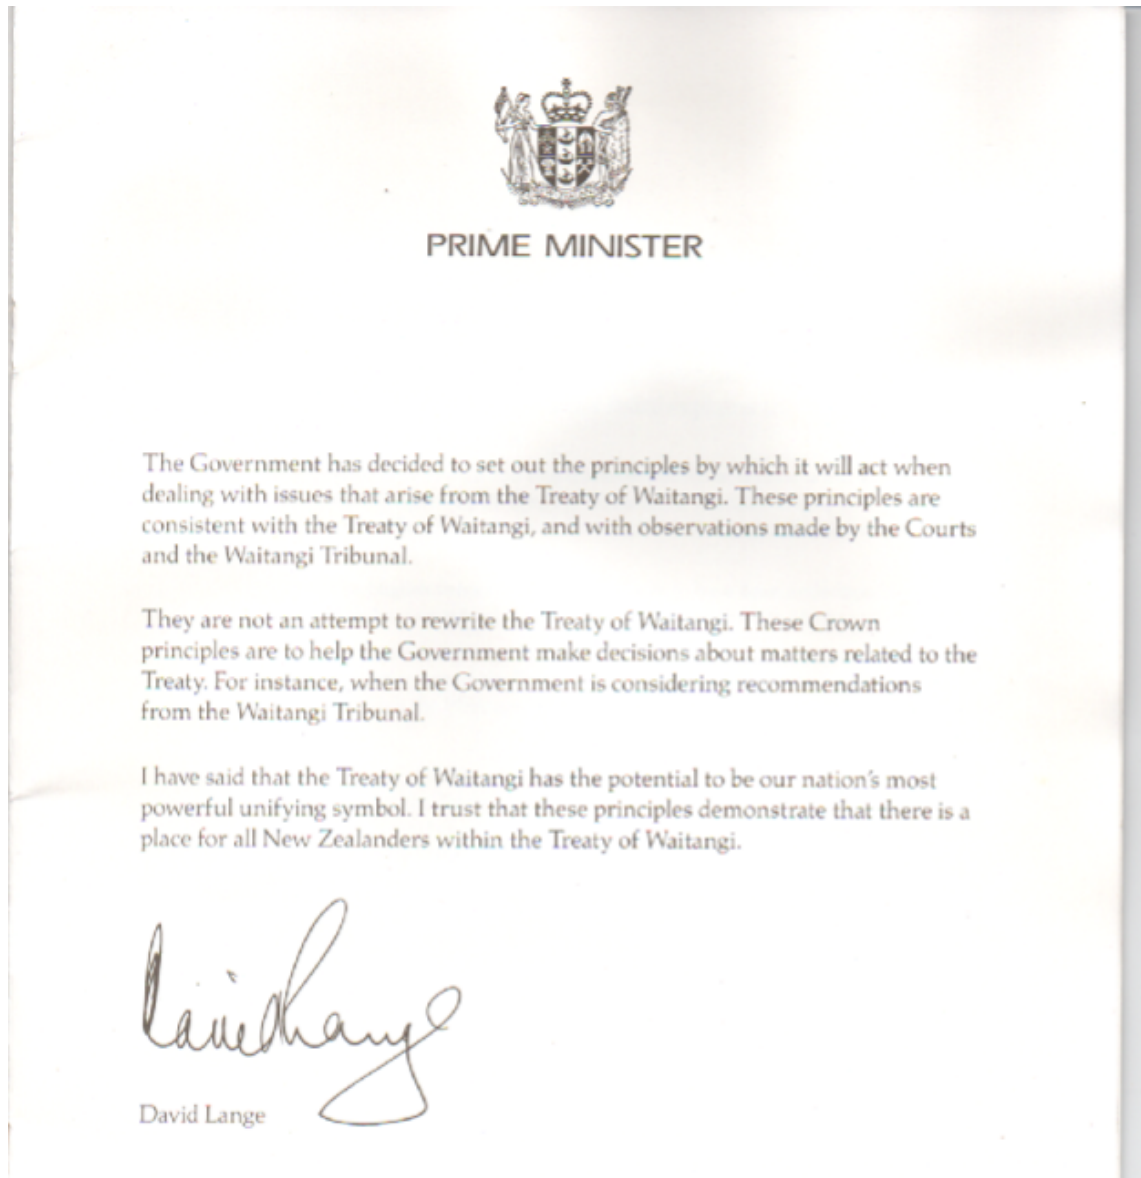 PRIME MINISTER
The Government has decided to set out the principles by which it will act when
dealing with issues that arise from the Treaty of Waitangi. These principles are
consistent with the Treaty of Waitangi, and with observations made by the Courts
and the Waitangi Tribunal.
They are not an attempt to rewrite the Treaty of Waitangi. These Crown
principles are to help the Government make decisions about matters related to the
Treaty. For instance, when the Government is considering recommendations
from the Waitangi Tribunal.
I have said that the Treaty of Waitangi has the potential to be our nation's most
powerful unifying symbol. I trust that these principles demonstrate that there is a
place for all New Zealanders within the Treaty of Waitangi.
David Lange
David Lange